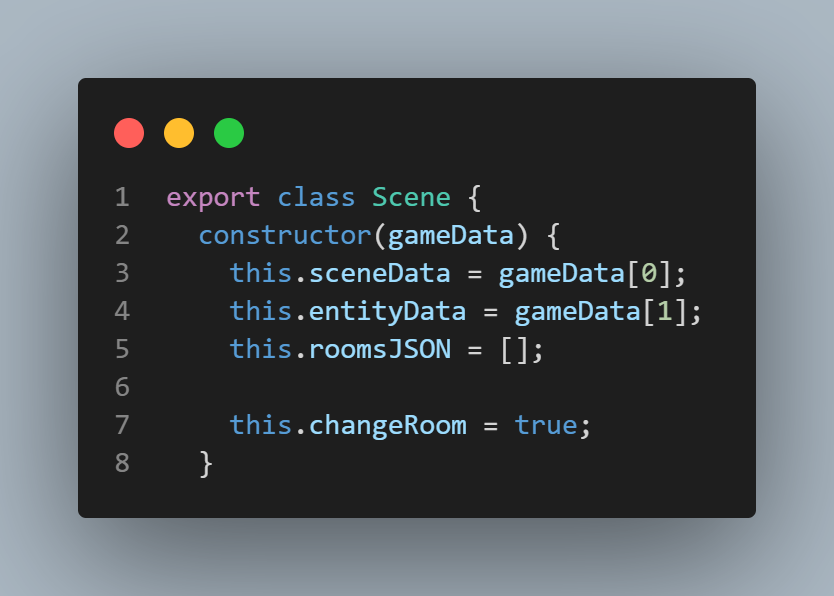 1 export class Scene {
2 constructor(gameData) {
3 this.sceneData = gameData[0];
4 this.entityData = gameData[1];
5 this.roomsJSON = [];
6
7 this.changeRoom = true;
8 }